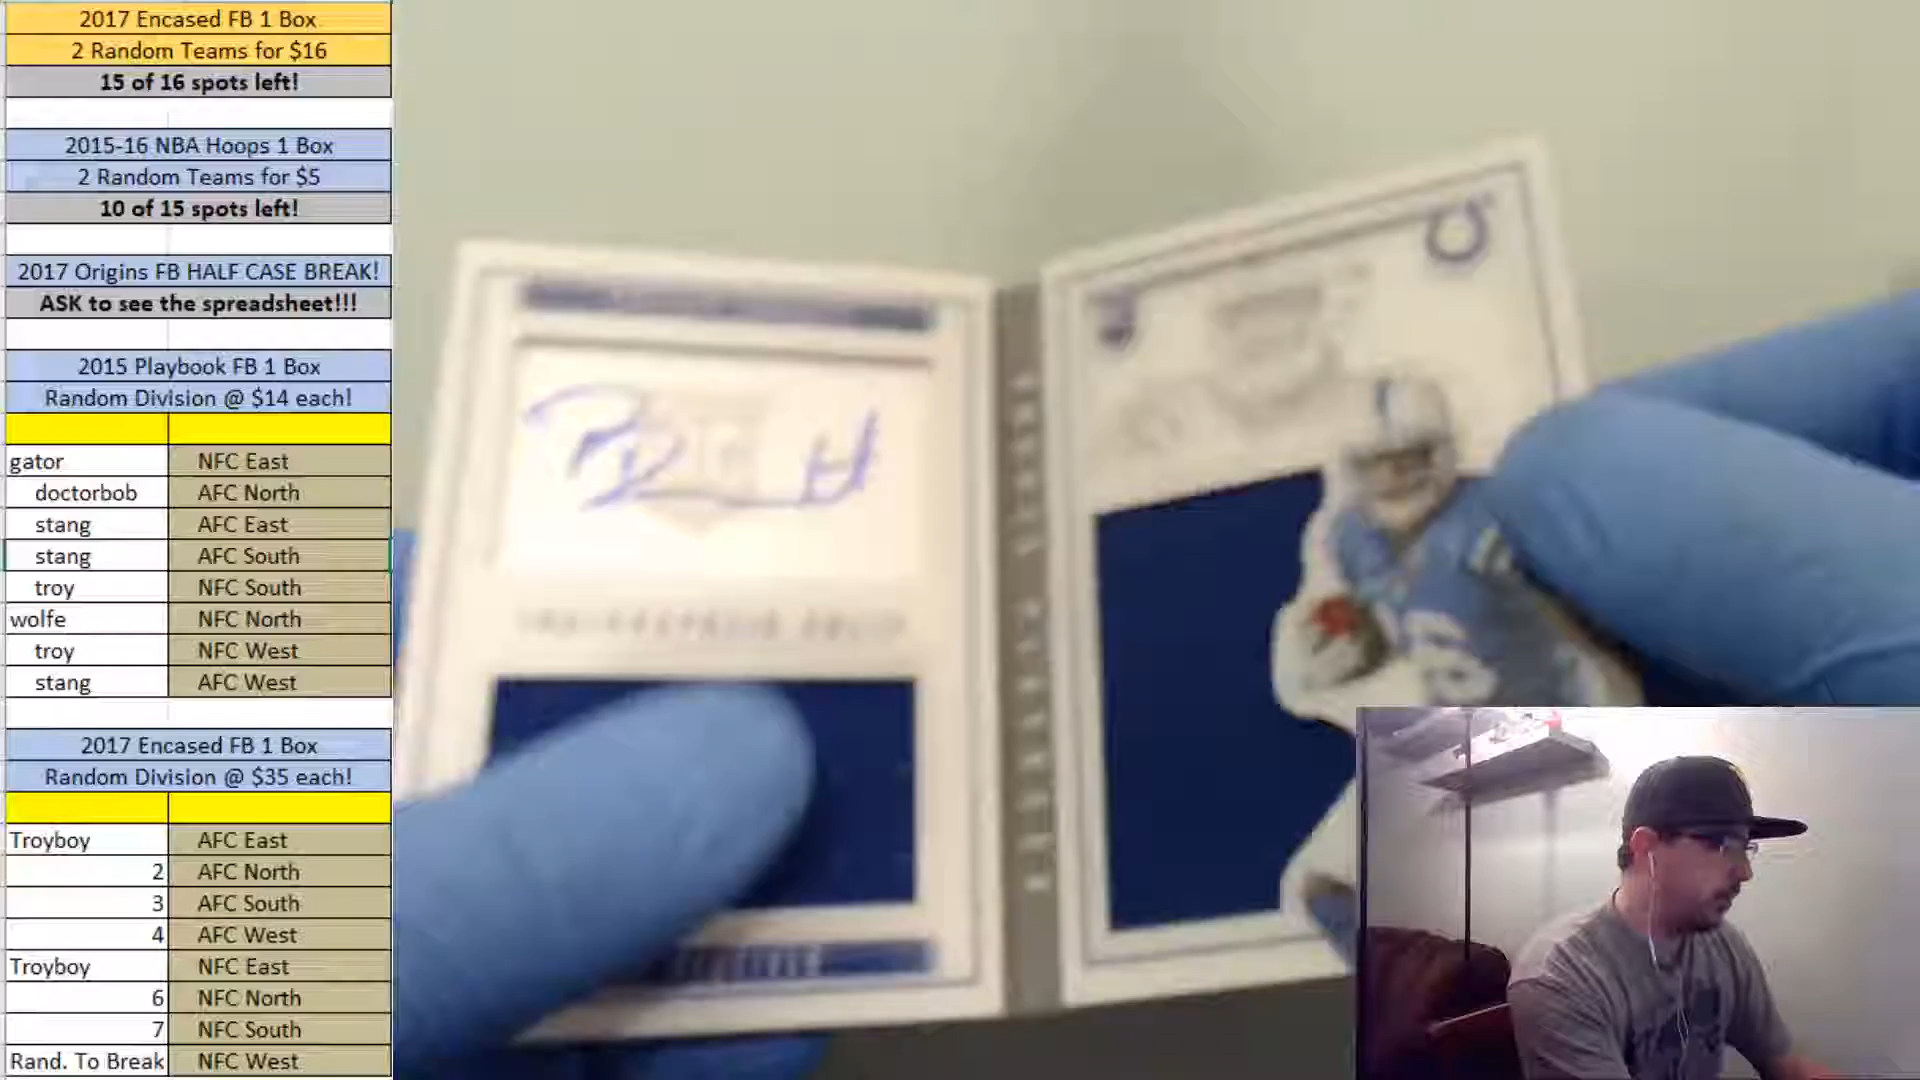 2017 Encased FB 1 Box
2 Random Teams for $16
15 of 16 spots left!
2015-16 NBA Hoops 1 Box
2 Random Teams for $5
10 of 15 spots left!
2017 Origins FB HALF CASE BREAK!
ASK to see the spreadsheet!!!
2015 Playbook FB 1 Box
Random Division @ $14 each!
gator NFC East
doctorbob AFC North
stang AFC East
stang AFC South
troy NFC South
wolfe NFC North
troy NFC West
stang AFC West
2017 Encased FB 1 Box
Random Division @ $35 each!
Troyboy AFC East
2 AFC North
3 AFC South
4 AFC West
Troyboy NFC East
6 NFC North
7 NFC South
Rand. To Break NFC West